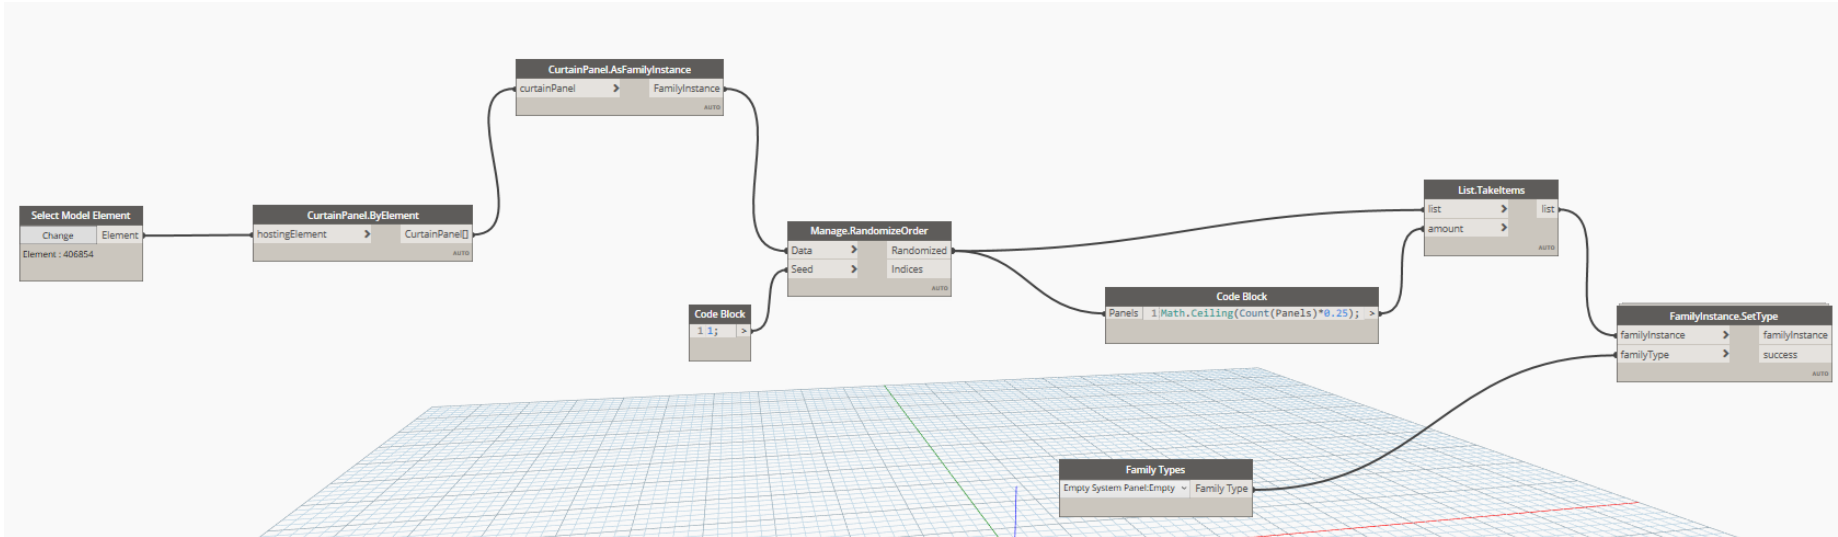 CurtainPanel.AsFamilyInstance
curtainPanel > FamilyInstance
AUTO
Select Model Element
Change Element
Element : 406854
CurtainPanel.ByElement
hostingElement > CurtainPanel[]
AUTO
Manage.RandomizeOrder
Data > Randomized
Seed > Indices
AUTO
Code Block
1 1; >
Code Block
Panels 1 Math.Ceiling(Count(Panels)*0.25); >
List.TakeItems
list > list
amount >
AUTO
FamilyInstance.SetType
familyInstance > familyInstance
familyType > success
AUTO
Family Types
Empty System Panel:Empty Family Type